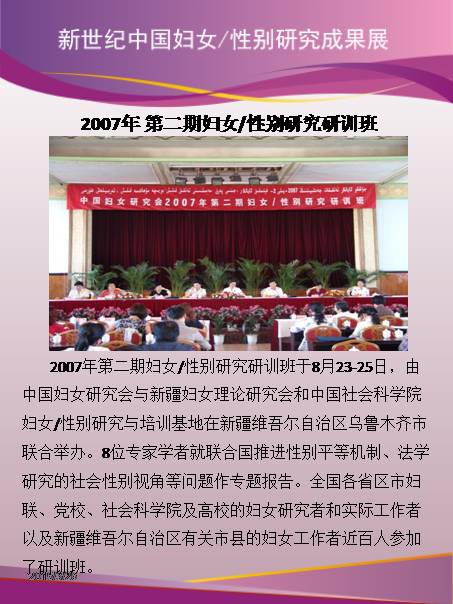 新世纪中国妇女/性别研究成果展
2007年 第二期妇女/性别研究研训班
中国妇女研究会2007年第二期妇女/性别研究研训班
2007年第二期妇女/性别研究研训班于8月23-25日，由
中国妇女研究会与新疆妇女理论研究会和中国社会科学院
妇女/性别研究与培训基地在新疆维吾尔自治区乌鲁木齐市
联合举办。8位专家学者就联合国推进性别平等机制、法学
研究的社会性别视角等问题作专题报告。全国各省区市妇
联、党校、社会科学院及高校的妇女研究者和实际工作者
以及新疆维吾尔自治区有关市县的妇女工作者近百人参加
了研训班。